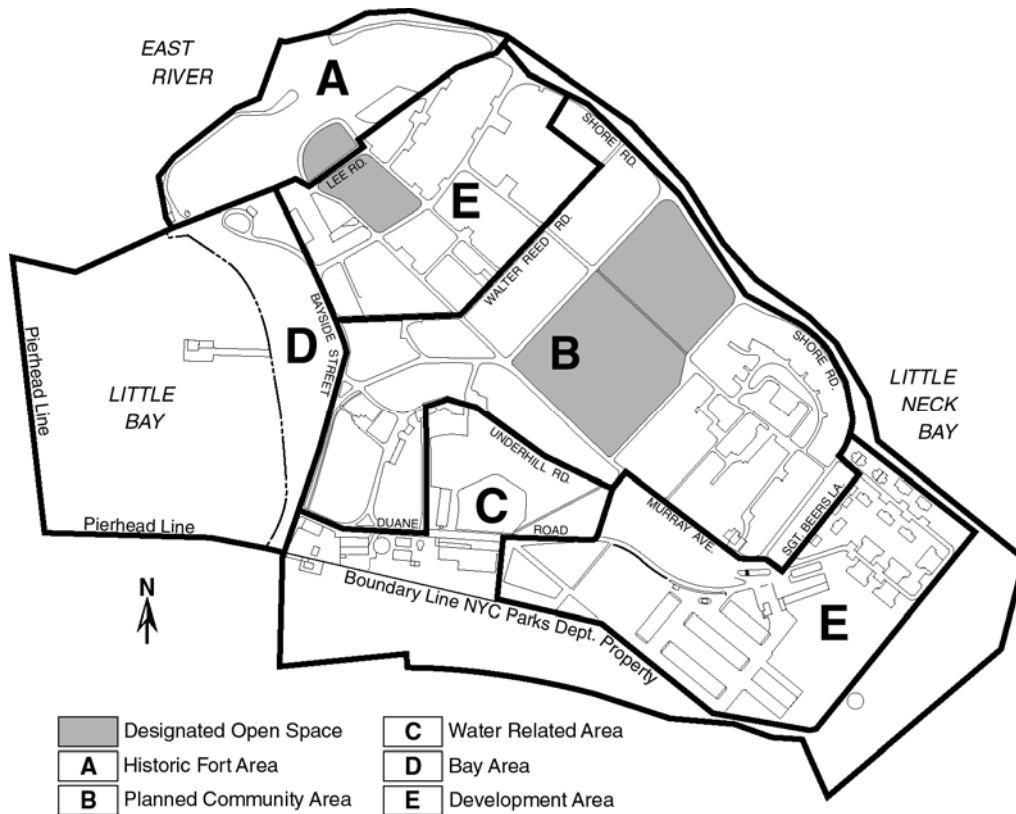 EAST
RIVER
A
SHORE RD.
LEE RD.
E
WALTER REED RD.
BAYSIDE STREET
D
B
SHORE RD.
Pierhead Line
LITTLE
BAY
LITTLE
NECK
BAY
UNDERHILL RD.
C
SGT. BEERS LA.
Pierhead Line
DUANE
ROAD
MURRAY AVE.
N
Boundary Line NYC Parks Dept. Property
E
Designated Open Space
A Historic Fort Area
B Planned Community Area
C Water Related Area
D Bay Area
E Development Area